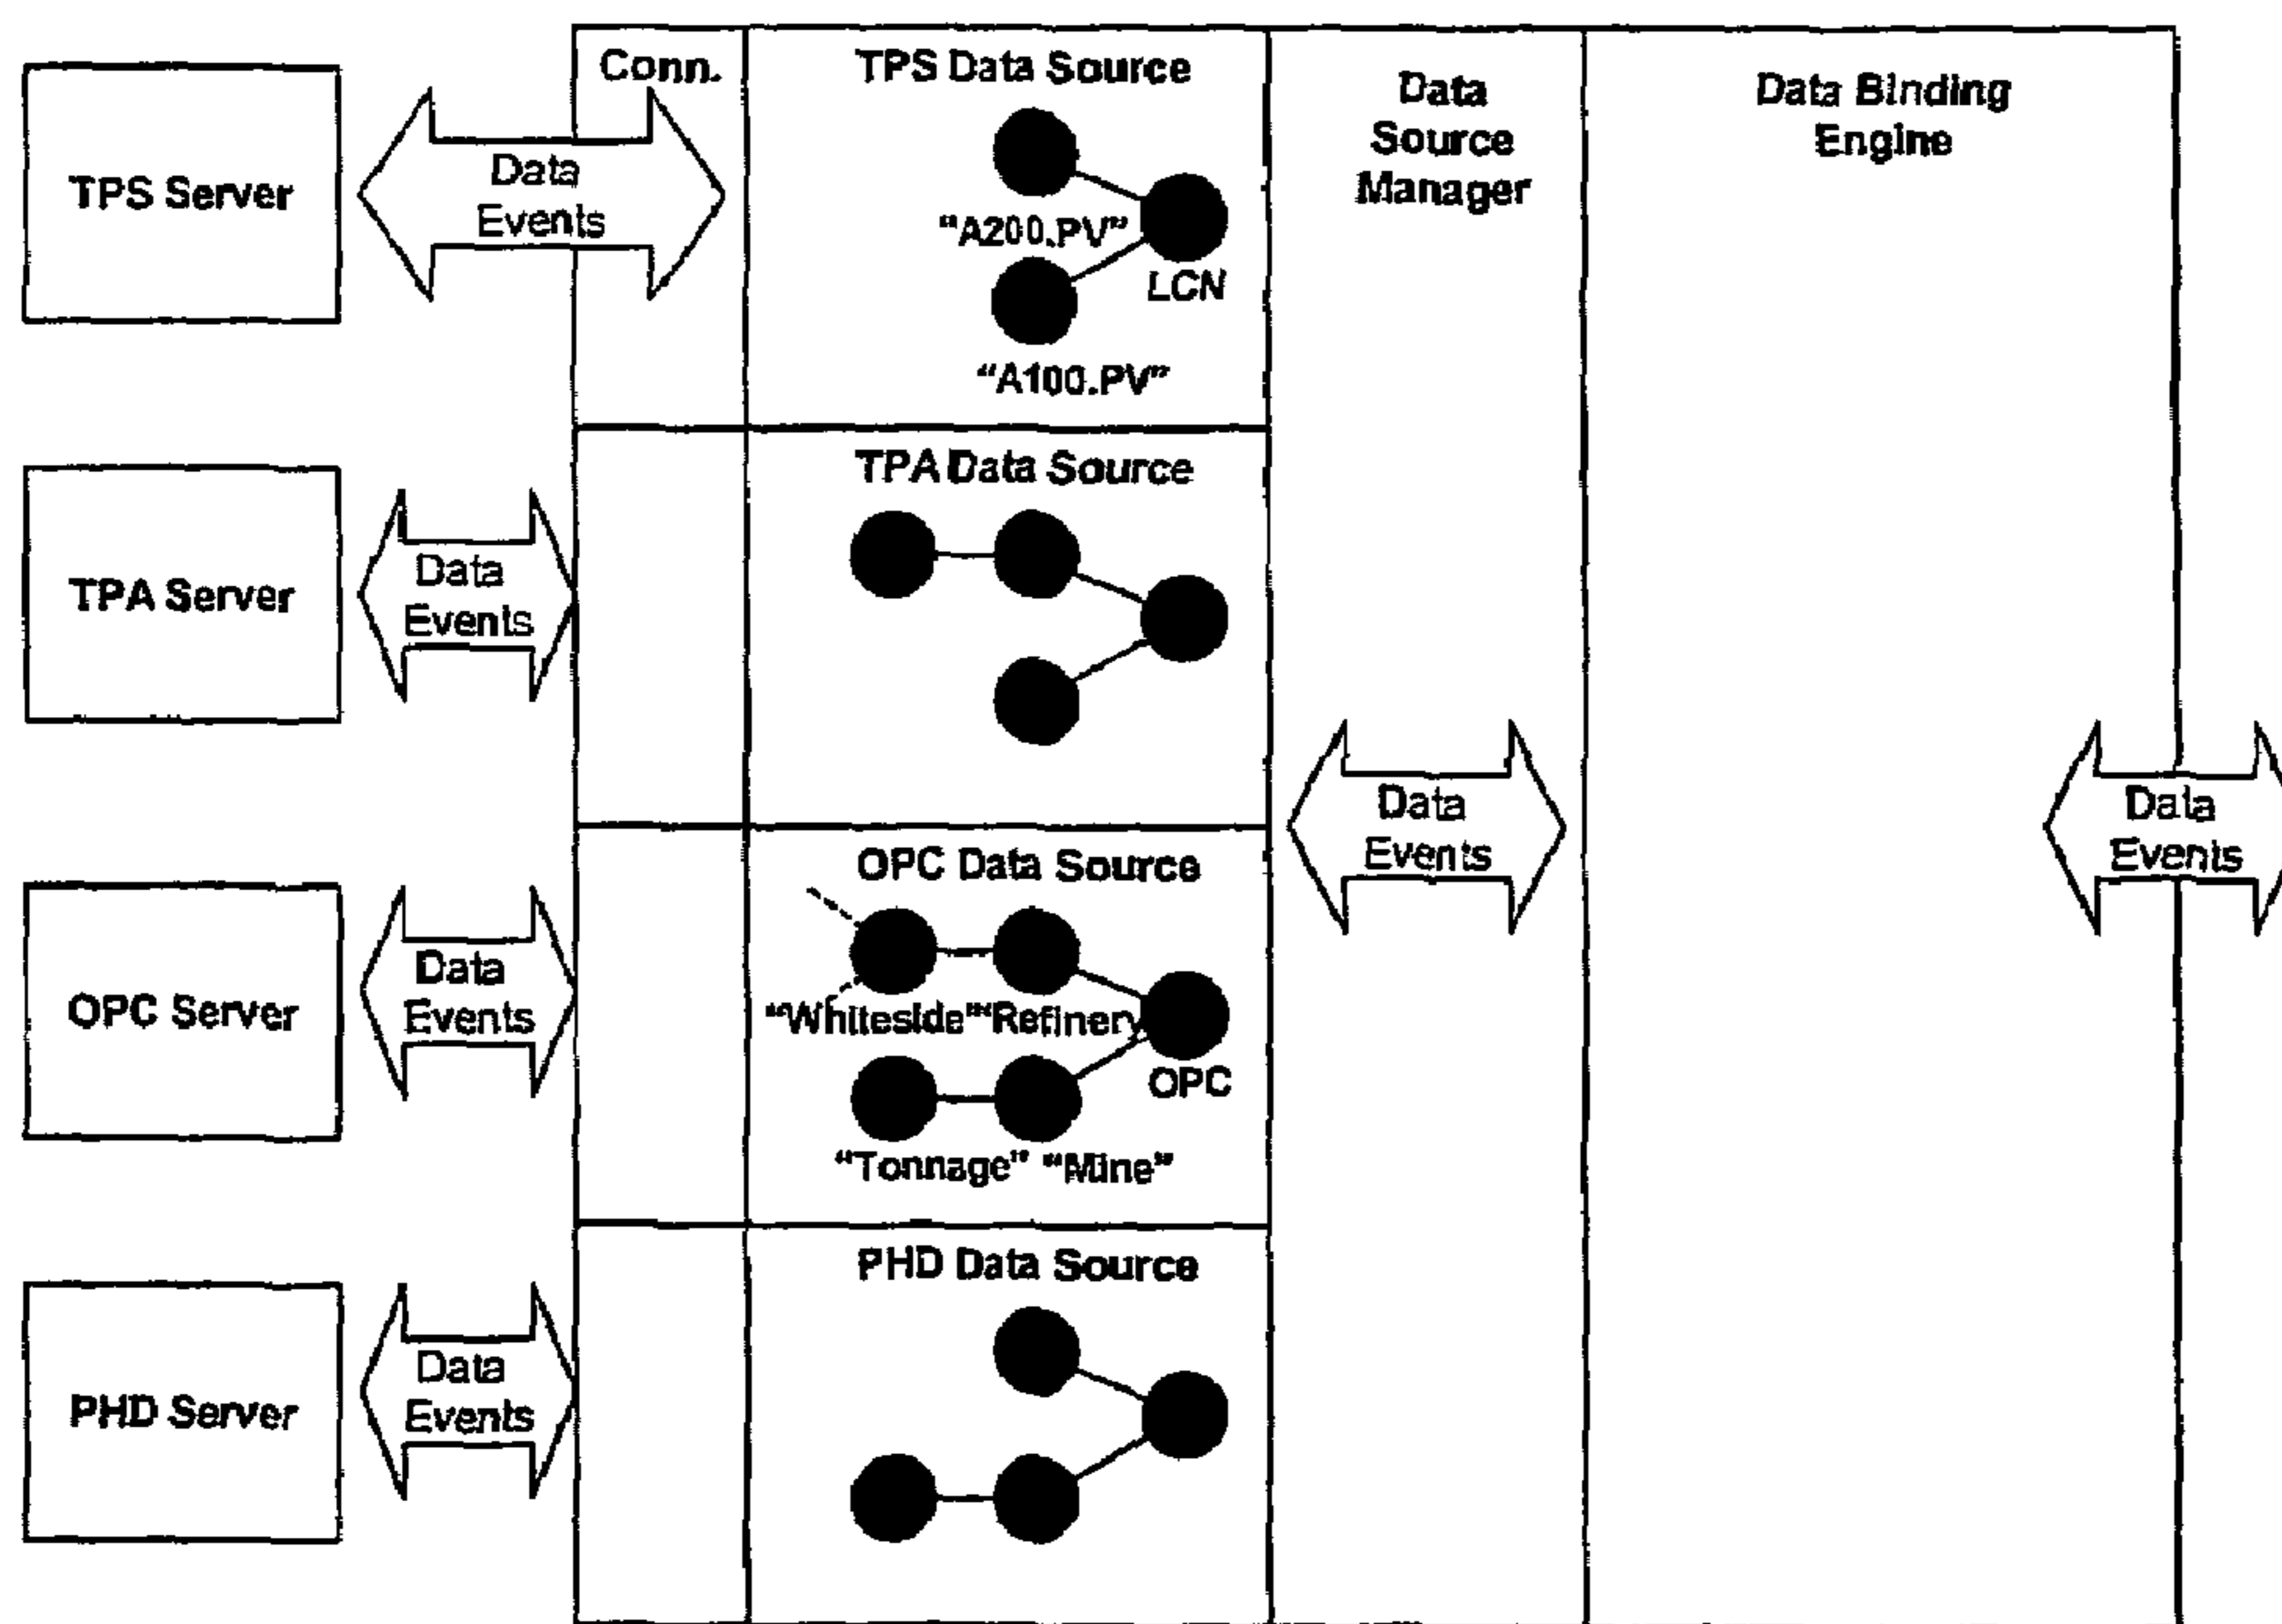 Conn.
TPS Data Source
Data
Source
Manager
Data Binding
Engine
TPS Server
Data
Events
"A200.PV"
LCN
"A100.PV"
TPA Data Source
TPA Server
Data
Events
Data
Events
Data
Events
OPC Data Source
OPC Server
Data
Events
"Whiteside"
"Refinery
OPC
"Tonnage"
"Mine"
PHD Data Source
PHD Server
Data
Events